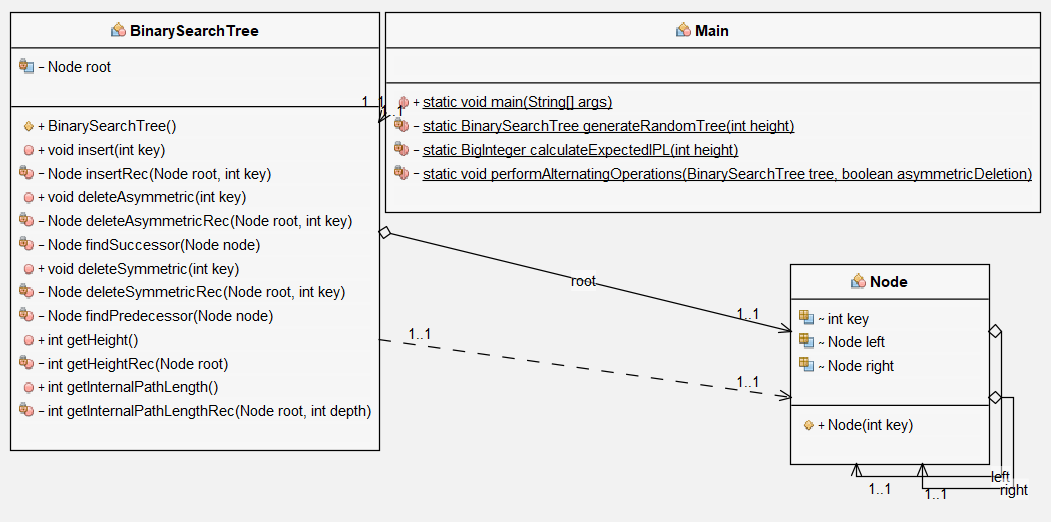 BinarySearchTree
– Node root
+ BinarySearchTree()
+ void insert(int key)
– Node insertRec(Node root, int key)
+ void deleteAsymmetric(int key)
– Node deleteAsymmetricRec(Node root, int key)
– Node findSuccessor(Node node)
+ void deleteSymmetric(int key)
– Node deleteSymmetricRec(Node root, int key)
– Node findPredecessor(Node node)
+ int getHeight()
– int getHeightRec(Node root)
+ int getInternalPathLength()
– int getInternalPathLengthRec(Node root, int depth)
Main
+ static void main(String[] args)
– static BinarySearchTree generateRandomTree(int height)
– static BigInteger calculateExpectedIPL(int height)
– static void performAlternatingOperations(BinarySearchTree tree, boolean asymmetricDeletion)
1..1
1..1
root
1..1
1..1
1..1
Node
~ int key
~ Node left
~ Node right
+ Node(int key)
left
right
1..1
1..1